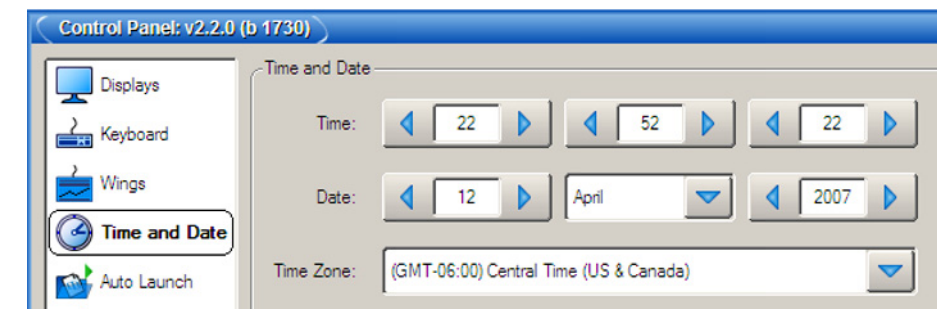 Control Panel: v2.2.0 (b 1730)
Displays
Keyboard
Wings
Time and Date
Auto Launch
Time and Date
Time: 22 52 22
Date: 12 April 2007
Time Zone: (GMT-06:00) Central Time (US & Canada)